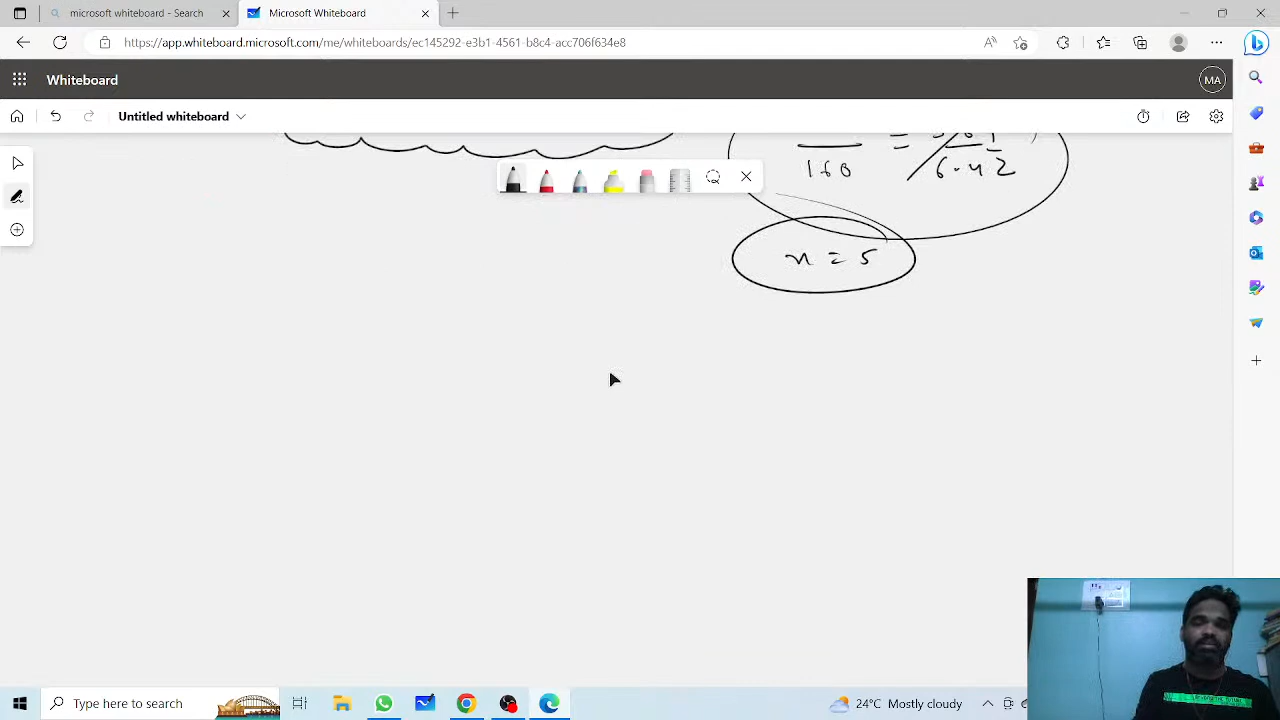 microsoft whiteboard - Search
Microsoft Whiteboard
https://app.whiteboard.microsoft.com/me/whiteboards/ec145292-e3b1-4561-b8c4-acc706f634e8
Whiteboard
MA
Untitled whiteboard
=
160 6.42
n = 5
Type here to search
24°C Mostly cloudy